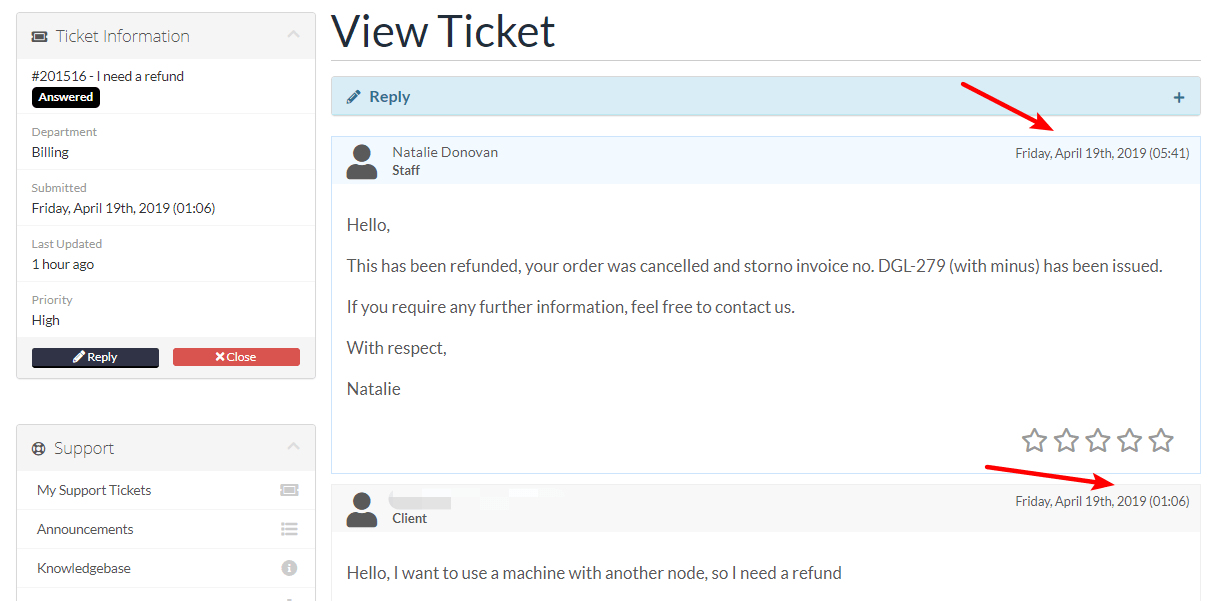 Ticket Information
#201516 - I need a refund
Answered
Department
Billing
Submitted
Friday, April 19th, 2019 (01:06)
Last Updated
1 hour ago
Priority
High
Reply
Close
Support
My Support Tickets
Announcements
Knowledgebase
View Ticket
Reply
Natalie Donovan
Staff
Friday, April 19th, 2019 (05:41)
Hello,
This has been refunded, your order was cancelled and storno invoice no. DGL-279 (with minus) has been issued.
If you require any further information, feel free to contact us.
With respect,
Natalie
Client
Friday, April 19th, 2019 (01:06)
Hello, I want to use a machine with another node, so I need a refund